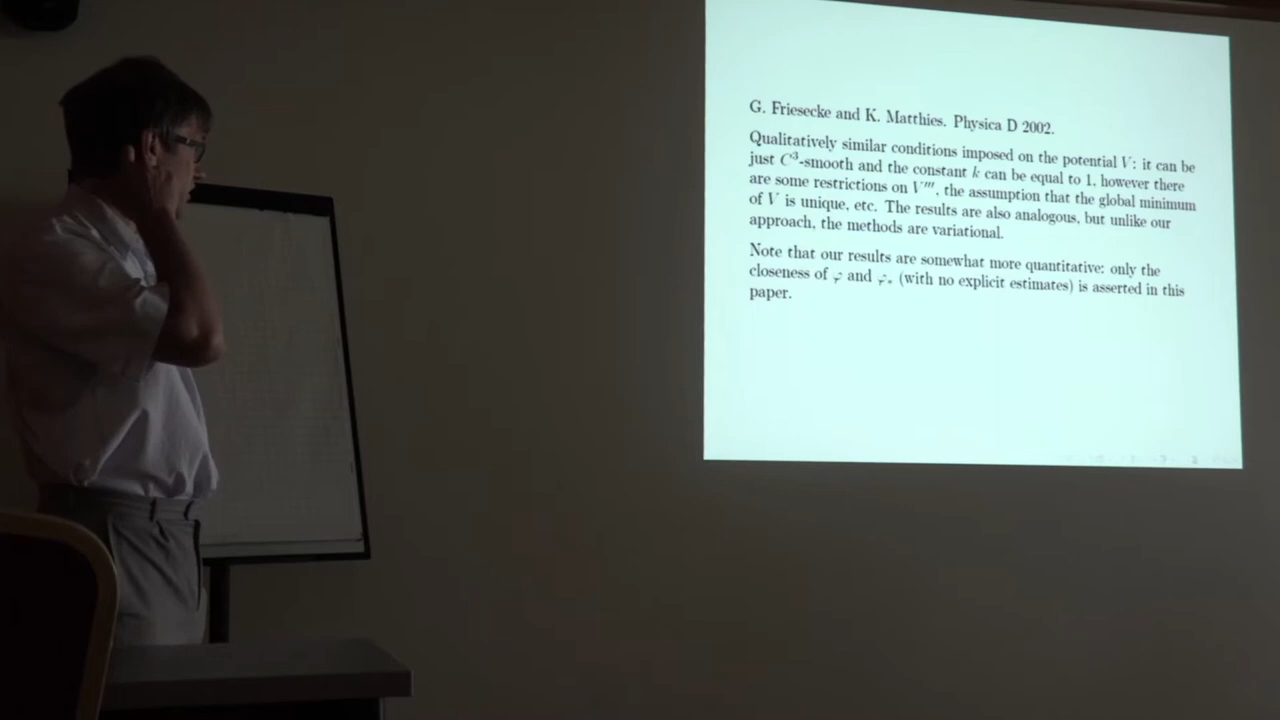 G. Friesecke and K. Matthies. Physica D 2002.
Qualitatively similar conditions imposed on the potential V: it can be
just C³-smooth and the constant k can be equal to 1, however there
are some restrictions on V''', the assumption that the global minimum
of V is unique, etc. The results are also analogous, but unlike our
approach, the methods are variational.
Note that our results are somewhat more quantitative: only the
closeness of φ and φ* (with no explicit estimates) is asserted in this
paper.